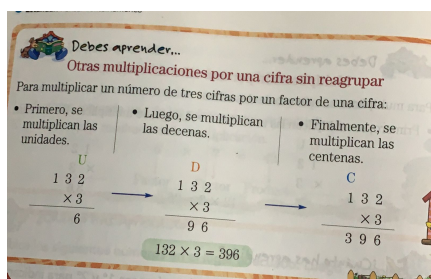 Debes aprender...
Otras multiplicaciones por una cifra sin reagrupar
Para multiplicar un número de tres cifras por un factor de una cifra:
• Primero, se
multiplican las
unidades.
U
1 3 2
× 3
6
• Luego, se multiplican
las decenas.
D
1 3 2
× 3
9 6
• Finalmente, se
multiplican las
centenas.
C
1 3 2
× 3
3 9 6
132 × 3 = 396